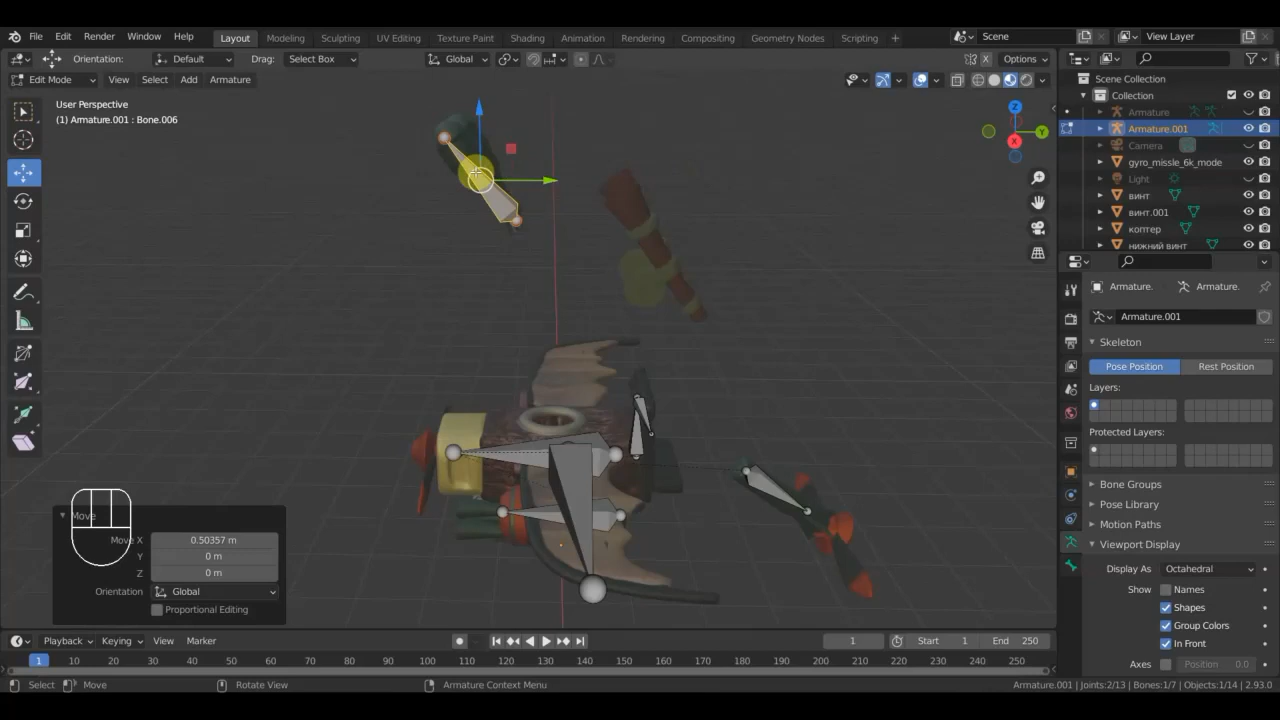 File Edit Render Window Help Layout Modeling Sculpting UV Editing Texture Paint Shading Animation Rendering Compositing Geometry Nodes Scripting + Scene View Layer
Orientation: Default Drag: Select Box Global X Options
Edit Mode View Select Add Armature
User Perspective
(1) Armature.001 : Bone.006
Z
Y
X
Scene Collection
Collection
Armature
Armature.001
Camera
gyro_missle_6k_mode
Light
винт
винт.001
коптер
нижний винт
Armature. Armature.
Armature.001
Skeleton
Pose Position Rest Position
Layers:
Protected Layers:
Bone Groups
Pose Library
Motion Paths
Viewport Display
Display As Octahedral
Show Names
Shapes
Group Colors
In Front
Axes Position 0.0
Move
Move X 0.50357 m
Y 0 m
Z 0 m
Orientation Global
Proportional Editing
Playback Keying View Marker 1 Start 1 End 250
1 10 20 30 40 50 60 70 80 90 100 110 120 130 140 150 160 170 180 190 200 210 220 230 240 250
Select Move Rotate View Armature Context Menu Armature.001 | Joints:2/13 | Bones:1/7 | Objects:1/14 | 2.93.0